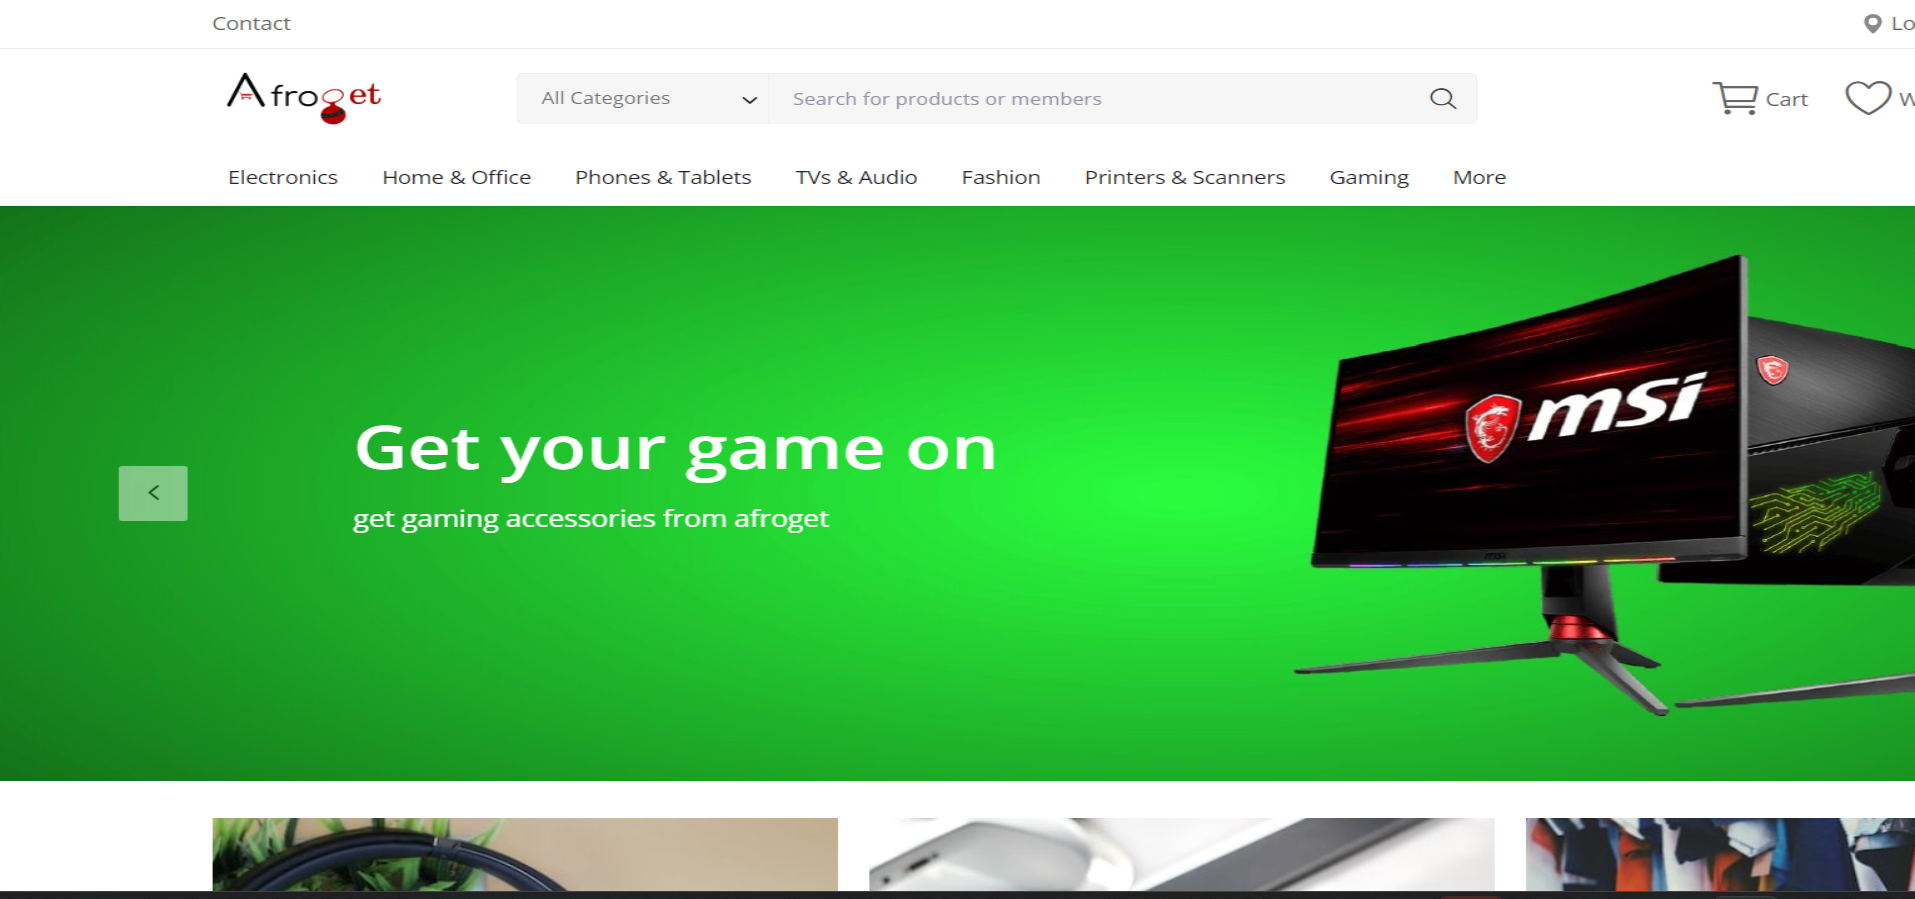 Contact
Lo
Afroget
All Categories
Search for products or members
Cart
W
Electronics
Home & Office
Phones & Tablets
TVs & Audio
Fashion
Printers & Scanners
Gaming
More
msi
Get your game on
get gaming accessories from afroget
<
msi